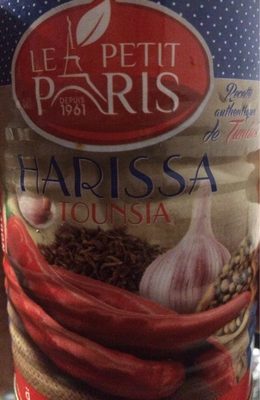 LE PETIT
PARIS
DEPUIS
1961
Recette
authentique
de Tunisie
HARISSA
TOUNSIA